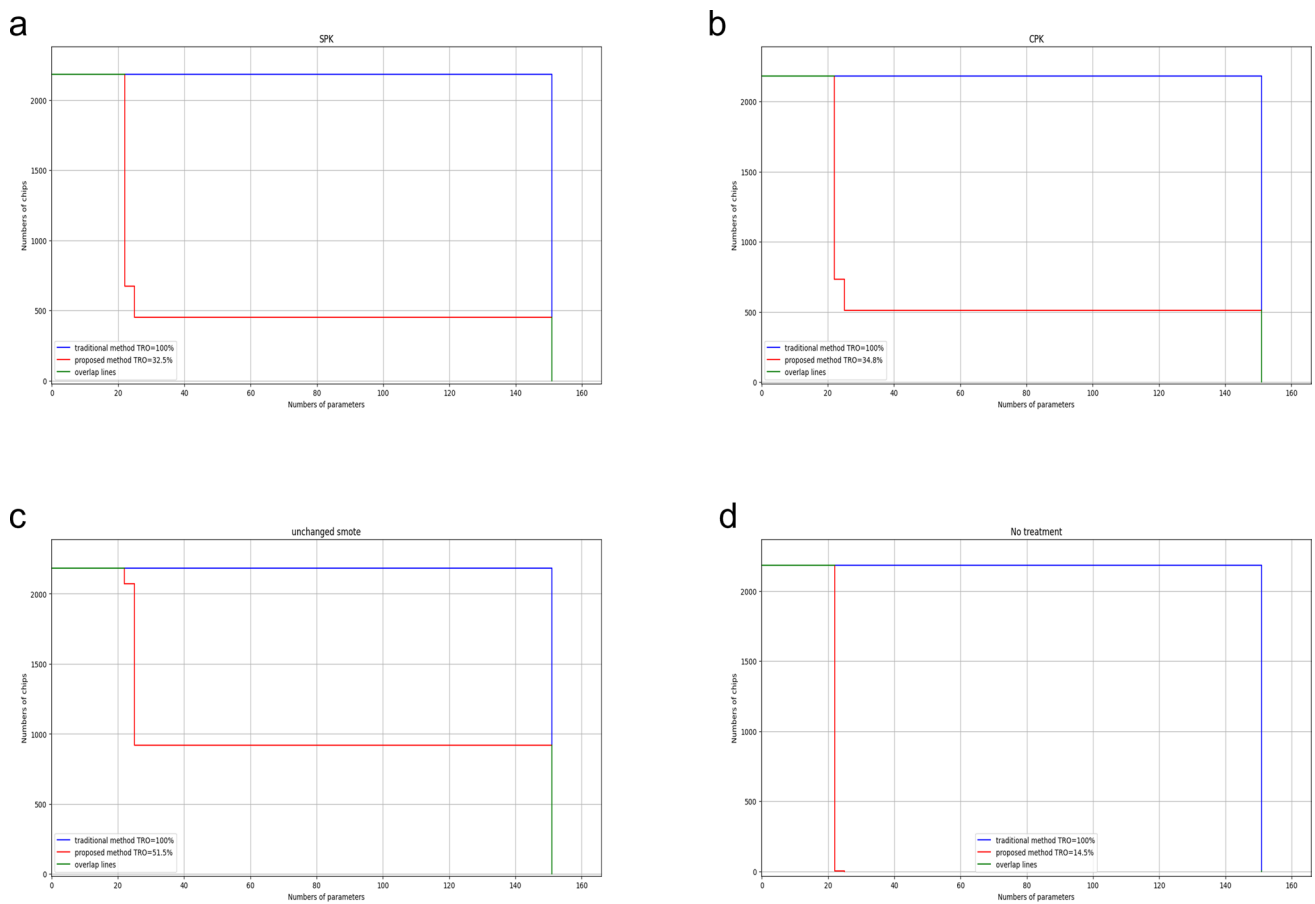 a
SPK
Numbers of chips
2000
1500
1000
500
0
traditional method TRO=100%
proposed method TRO=32.5%
overlap lines
0 20 40 60 80 100 120 140 160
Numbers of parameters
b
CPK
Numbers of chips
2000
1500
1000
500
0
traditional method TRO=100%
proposed method TRO=34.8%
overlap lines
0 20 40 60 80 100 120 140 160
Numbers of parameters
c
unchanged smote
Numbers of chips
2000
1500
1000
500
0
traditional method TRO=100%
proposed method TRO=51.5%
overlap lines
0 20 40 60 80 100 120 140 160
Numbers of parameters
d
No treatment
Numbers of chips
2000
1500
1000
500
0
traditional method TRO=100%
proposed method TRO=14.5%
overlap lines
0 20 40 60 80 100 120 140 160
Numbers of parameters